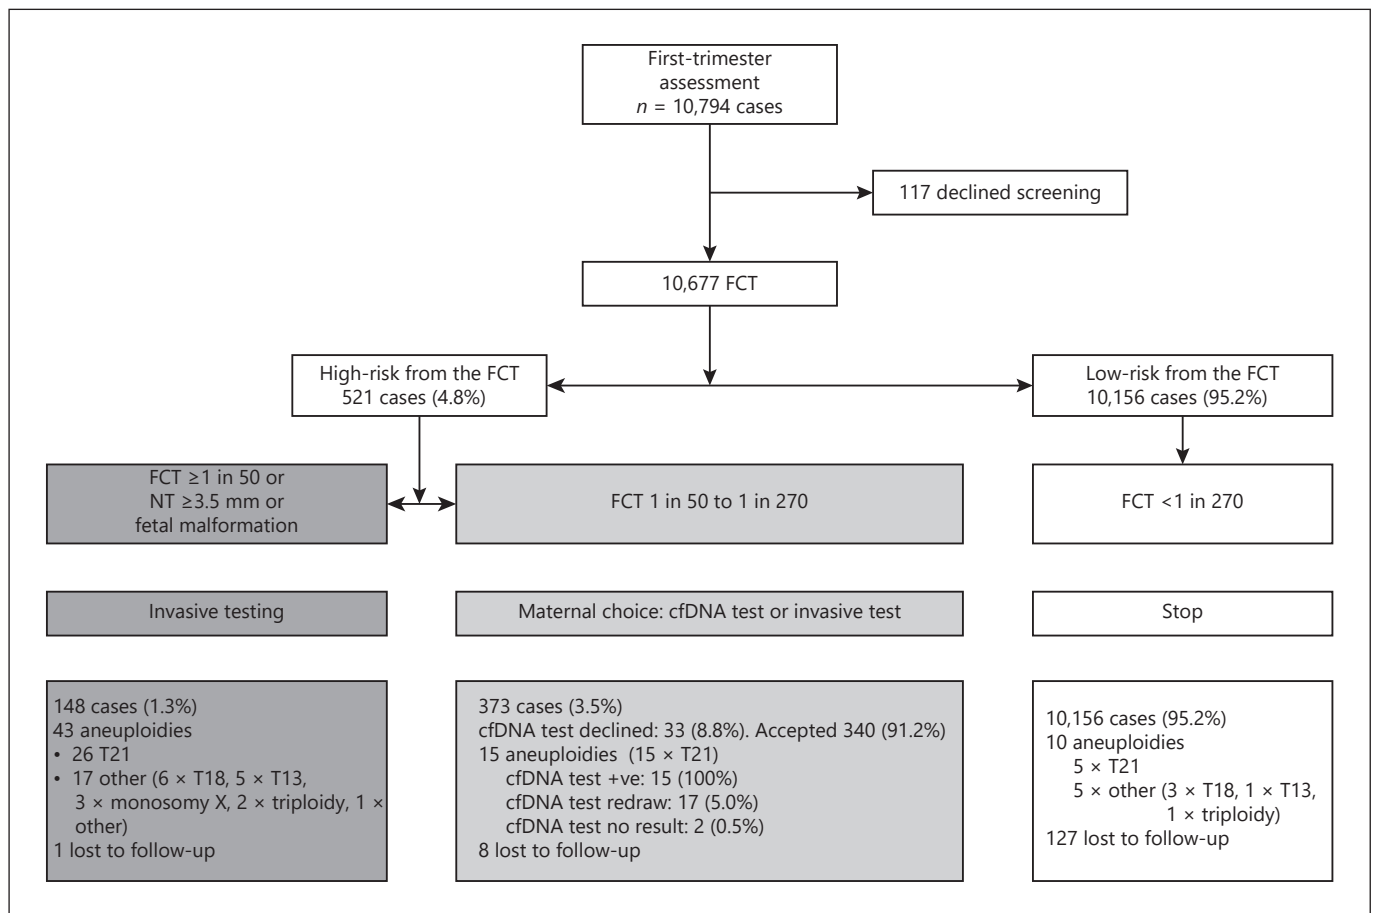 First-trimester
assessment
n = 10,794 cases
117 declined screening
10,677 FCT
High-risk from the FCT
521 cases (4.8%)
Low-risk from the FCT
10,156 cases (95.2%)
FCT ≥1 in 50 or
NT ≥3.5 mm or
fetal malformation
FCT 1 in 50 to 1 in 270
FCT <1 in 270
Invasive testing
Maternal choice: cfDNA test or invasive test
Stop
148 cases (1.3%)
43 aneuploidies
• 26 T21
• 17 other (6 × T18, 5 × T13,
3 × monosomy X, 2 × triploidy, 1 ×
other)
1 lost to follow-up
373 cases (3.5%)
cfDNA test declined: 33 (8.8%). Accepted 340 (91.2%)
15 aneuploidies (15 × T21)
cfDNA test +ve: 15 (100%)
cfDNA test redraw: 17 (5.0%)
cfDNA test no result: 2 (0.5%)
8 lost to follow-up
10,156 cases (95.2%)
10 aneuploidies
5 × T21
5 × other (3 × T18, 1 × T13,
1 × triploidy)
127 lost to follow-up